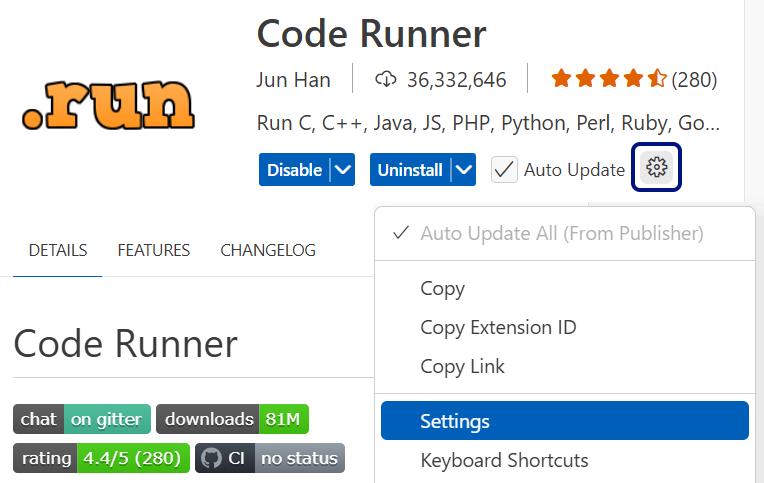 Code Runner
.run
Jun Han 36,332,646 (280)
Run C, C++, Java, JS, PHP, Python, Perl, Ruby, Go...
Disable Uninstall Auto Update
Auto Update All (From Publisher)
DETAILS FEATURES CHANGELOG
Copy
Copy Extension ID
Copy Link
Code Runner
chat on gitter downloads 81M
rating 4.4/5 (280) CI no status
Settings
Keyboard Shortcuts